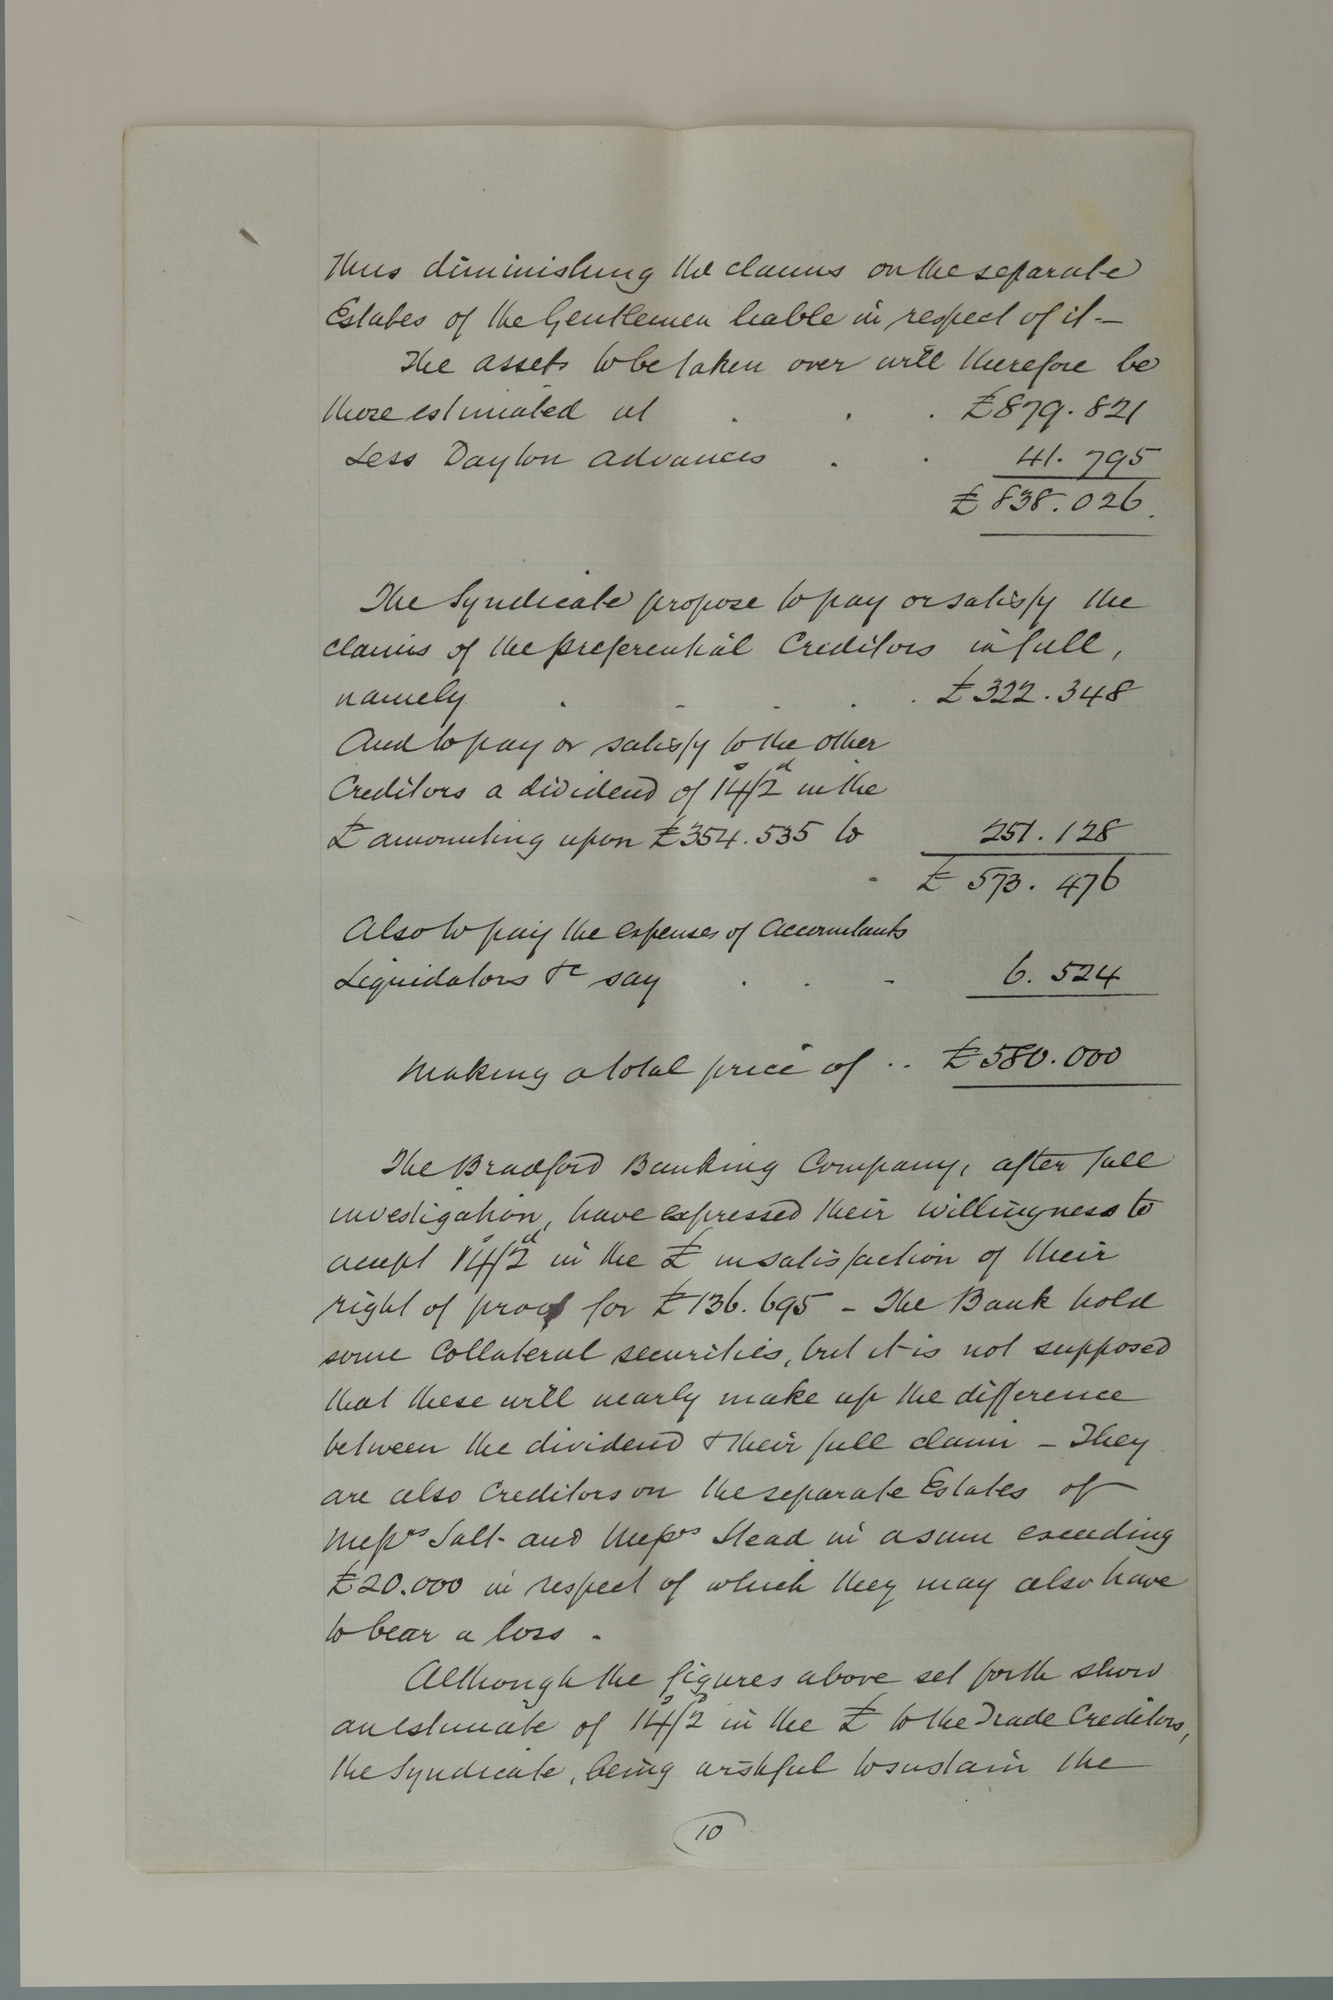 thus diminishing the claims on the separate
Estates of the Gentlemen liable in respect of it –
The assets to be taken over will therefore be
those estimated at . . . £879.821
Less Dayton advances . . 41.795
£838.026.
The Syndicate propose to pay or satisfy the
claims of the preferential Creditors in full,
namely . - - . . £322.348
And to pay or satisfy to the other
Creditors a dividend of 14s/2d in the
£ amounting upon £354.535 to 251.128
- £573.476
Also to pay the expenses of Accountants
Liquidators &c say . . - 6.524
Making a total price of .. £580.000
The Bradford Banking Company, after full
investigation, have expressed their willingness to
accept 14s/2d in the £ in satisfaction of their
right of proof for £136.695 – The Bank hold
some Collateral securities, but it is not supposed
that these will nearly make up the difference
between the dividend & their full claim – They
are also Creditors on the separate Estates of
Messrs Salt and Messrs Stead in a sum exceeding
£20.000 in respect of which they may also have
to bear a loss -
Although the figures above set forth show
an estimate of 14s/2d in the £ to the Trade Creditors,
the Syndicate, being wishful to sustain the
10